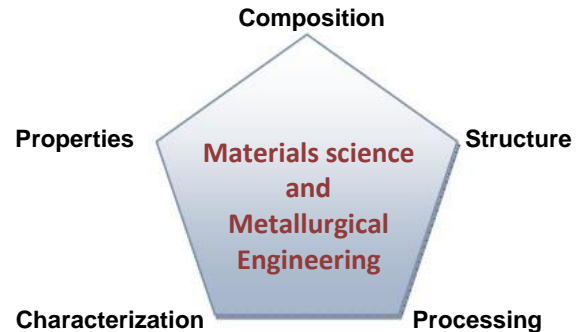 Composition
Properties
Structure
Materials science
and
Metallurgical
Engineering
Characterization
Processing